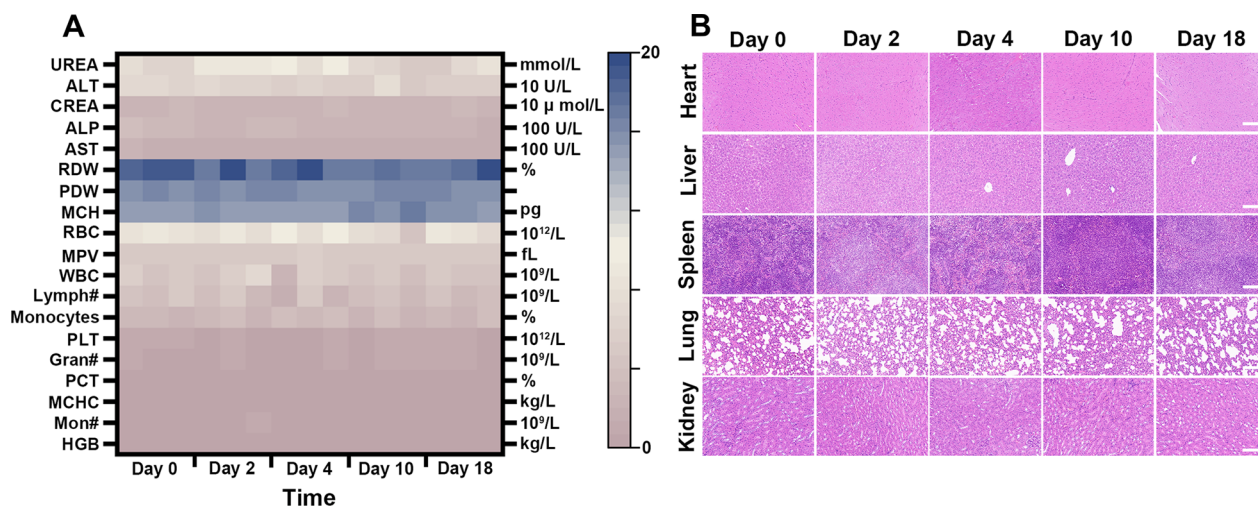 A
UREA mmol/L
ALT 10 U/L
CREA 10 µ mol/L
ALP 100 U/L
AST 100 U/L
RDW %
PDW
MCH pg
RBC 10¹²/L
MPV fL
WBC 10⁹/L
Lymph# 10⁹/L
Monocytes %
PLT 10¹²/L
Gran# 10⁹/L
PCT %
MCHC kg/L
Mon# 10⁹/L
HGB kg/L
Day 0 Day 2 Day 4 Day 10 Day 18
Time
20
0
B
Day 0 Day 2 Day 4 Day 10 Day 18
Heart
Liver
Spleen
Lung
Kidney